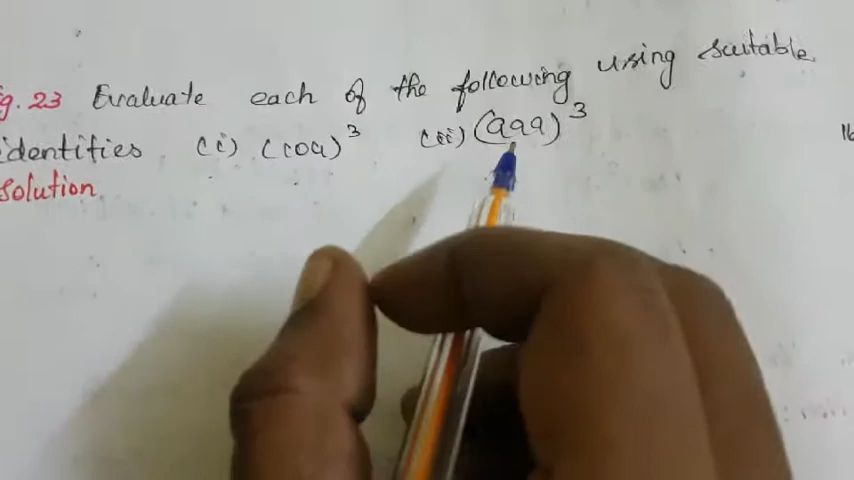 g. 23 Evaluate each of the following using suitable
identities (i) (104)³ (ii) (999)³
solution